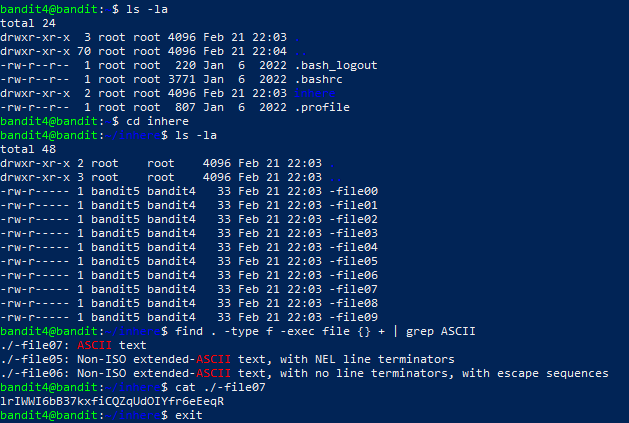 bandit4@bandit:~$ ls -la
total 24
drwxr-xr-x  3 root root 4096 Feb 21 22:03 .
drwxr-xr-x 70 root root 4096 Feb 21 22:04 ..
-rw-r--r--  1 root root  220 Jan  6  2022 .bash_logout
-rw-r--r--  1 root root 3771 Jan  6  2022 .bashrc
drwxr-xr-x  2 root root 4096 Feb 21 22:03 inhere
-rw-r--r--  1 root root  807 Jan  6  2022 .profile
bandit4@bandit:~$ cd inhere
bandit4@bandit:~/inhere$ ls -la
total 48
drwxr-xr-x 2 root    root    4096 Feb 21 22:03 .
drwxr-xr-x 3 root    root    4096 Feb 21 22:03 ..
-rw-r----- 1 bandit5 bandit4   33 Feb 21 22:03 -file00
-rw-r----- 1 bandit5 bandit4   33 Feb 21 22:03 -file01
-rw-r----- 1 bandit5 bandit4   33 Feb 21 22:03 -file02
-rw-r----- 1 bandit5 bandit4   33 Feb 21 22:03 -file03
-rw-r----- 1 bandit5 bandit4   33 Feb 21 22:03 -file04
-rw-r----- 1 bandit5 bandit4   33 Feb 21 22:03 -file05
-rw-r----- 1 bandit5 bandit4   33 Feb 21 22:03 -file06
-rw-r----- 1 bandit5 bandit4   33 Feb 21 22:03 -file07
-rw-r----- 1 bandit5 bandit4   33 Feb 21 22:03 -file08
-rw-r----- 1 bandit5 bandit4   33 Feb 21 22:03 -file09
bandit4@bandit:~/inhere$ find . -type f -exec file {} + | grep ASCII
./-file07: ASCII text
./-file05: Non-ISO extended-ASCII text, with NEL line terminators
./-file06: Non-ISO extended-ASCII text, with no line terminators, with escape sequences
bandit4@bandit:~/inhere$ cat ./-file07
lrIWWI6bB37kxfiCQZqUdOIYfr6eEeqR
bandit4@bandit:~/inhere$ exit